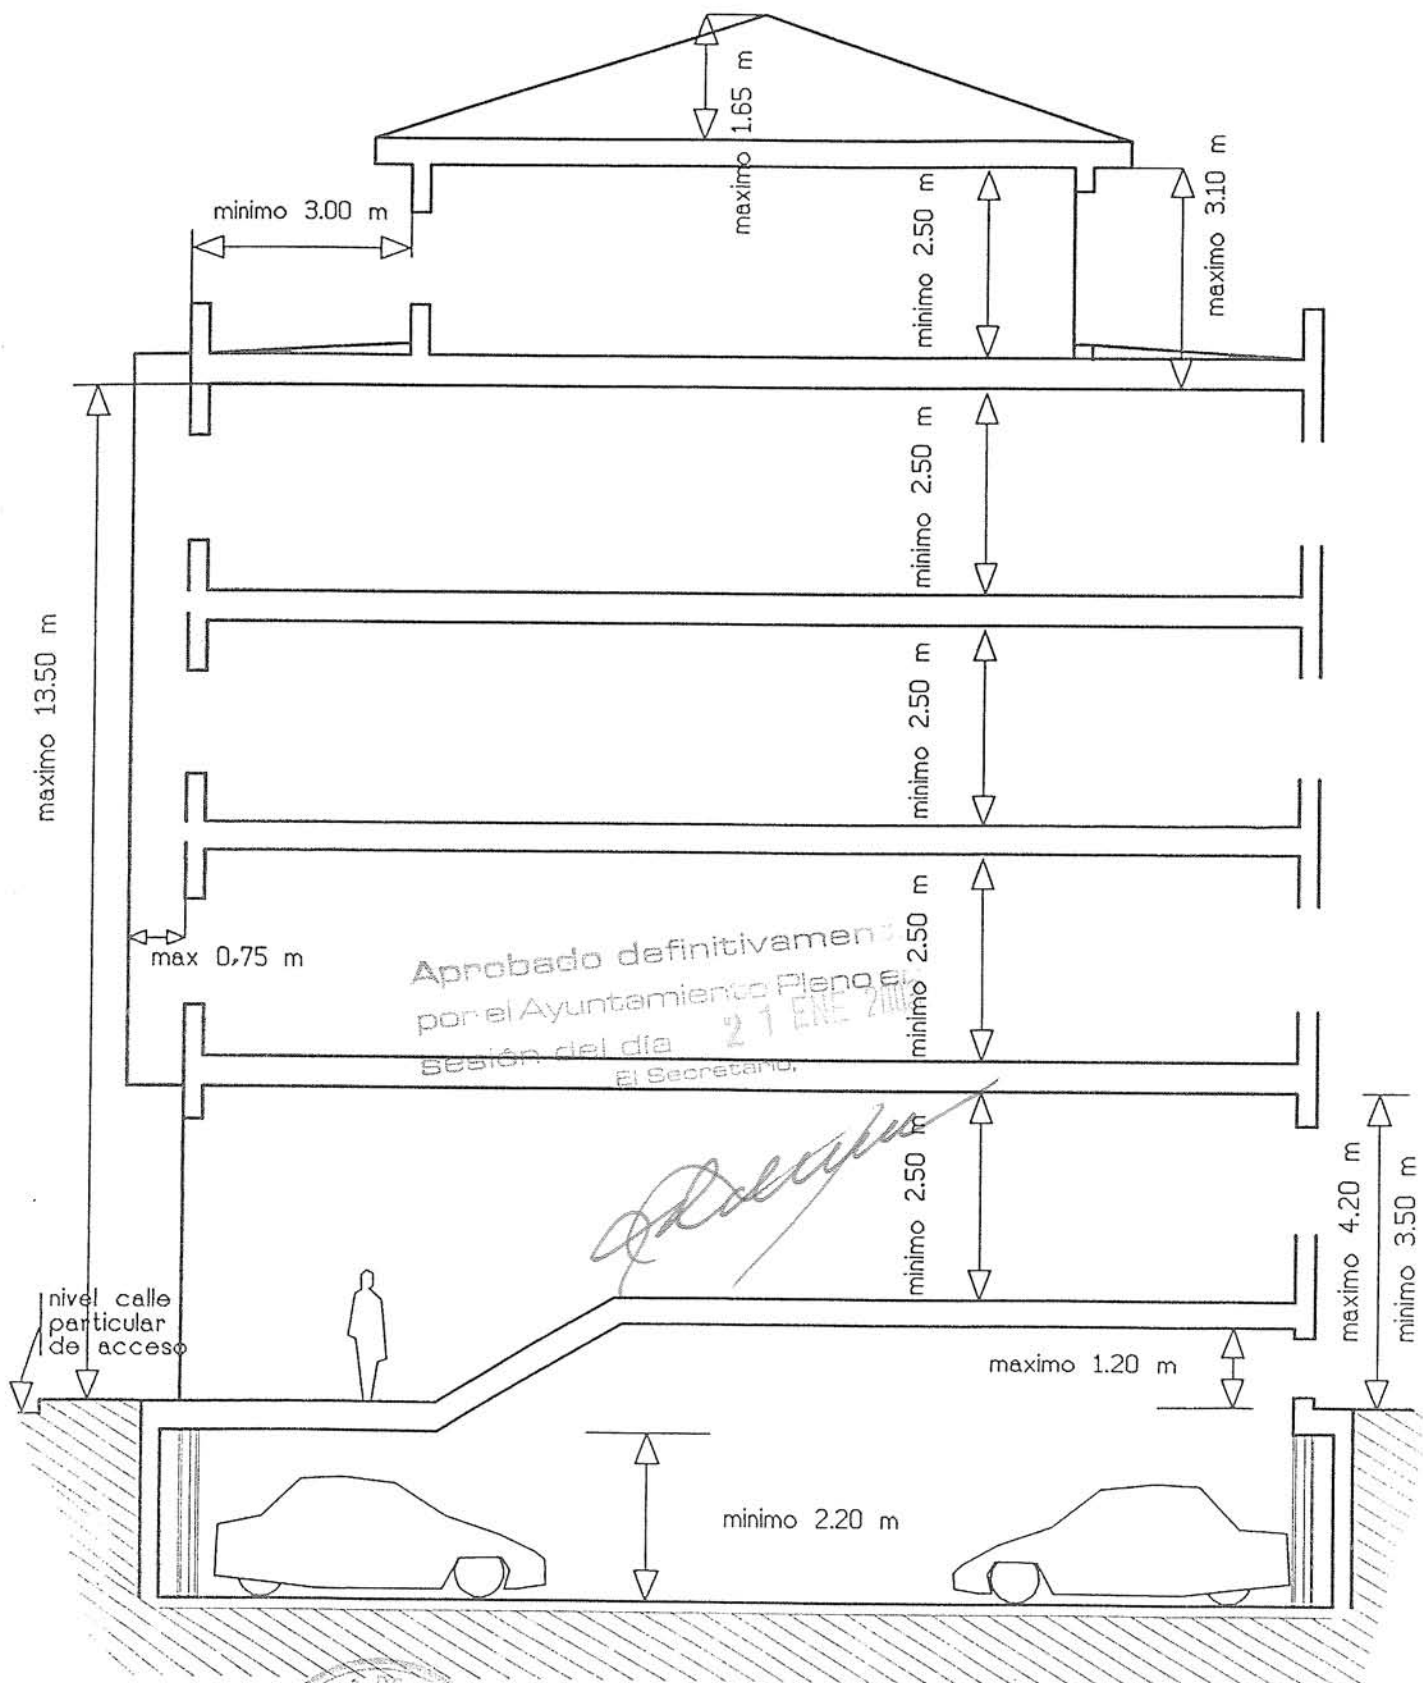 maximo 1.65 m
minimo 3.00 m
minimo 2.50 m
maximo 3.10 m
minimo 2.50 m
maximo 13.50 m
minimo 2.50 m
max 0,75 m
minimo 2.50 m
Aprobado definitivamen
por el Ayuntamiento Pleno en
sesión del día 21 ENE
El Secretario,
minimo 2.50 m
maximo 4.20 m
minimo 3.50 m
nivel calle
particular
de acceso
maximo 1.20 m
minimo 2.20 m